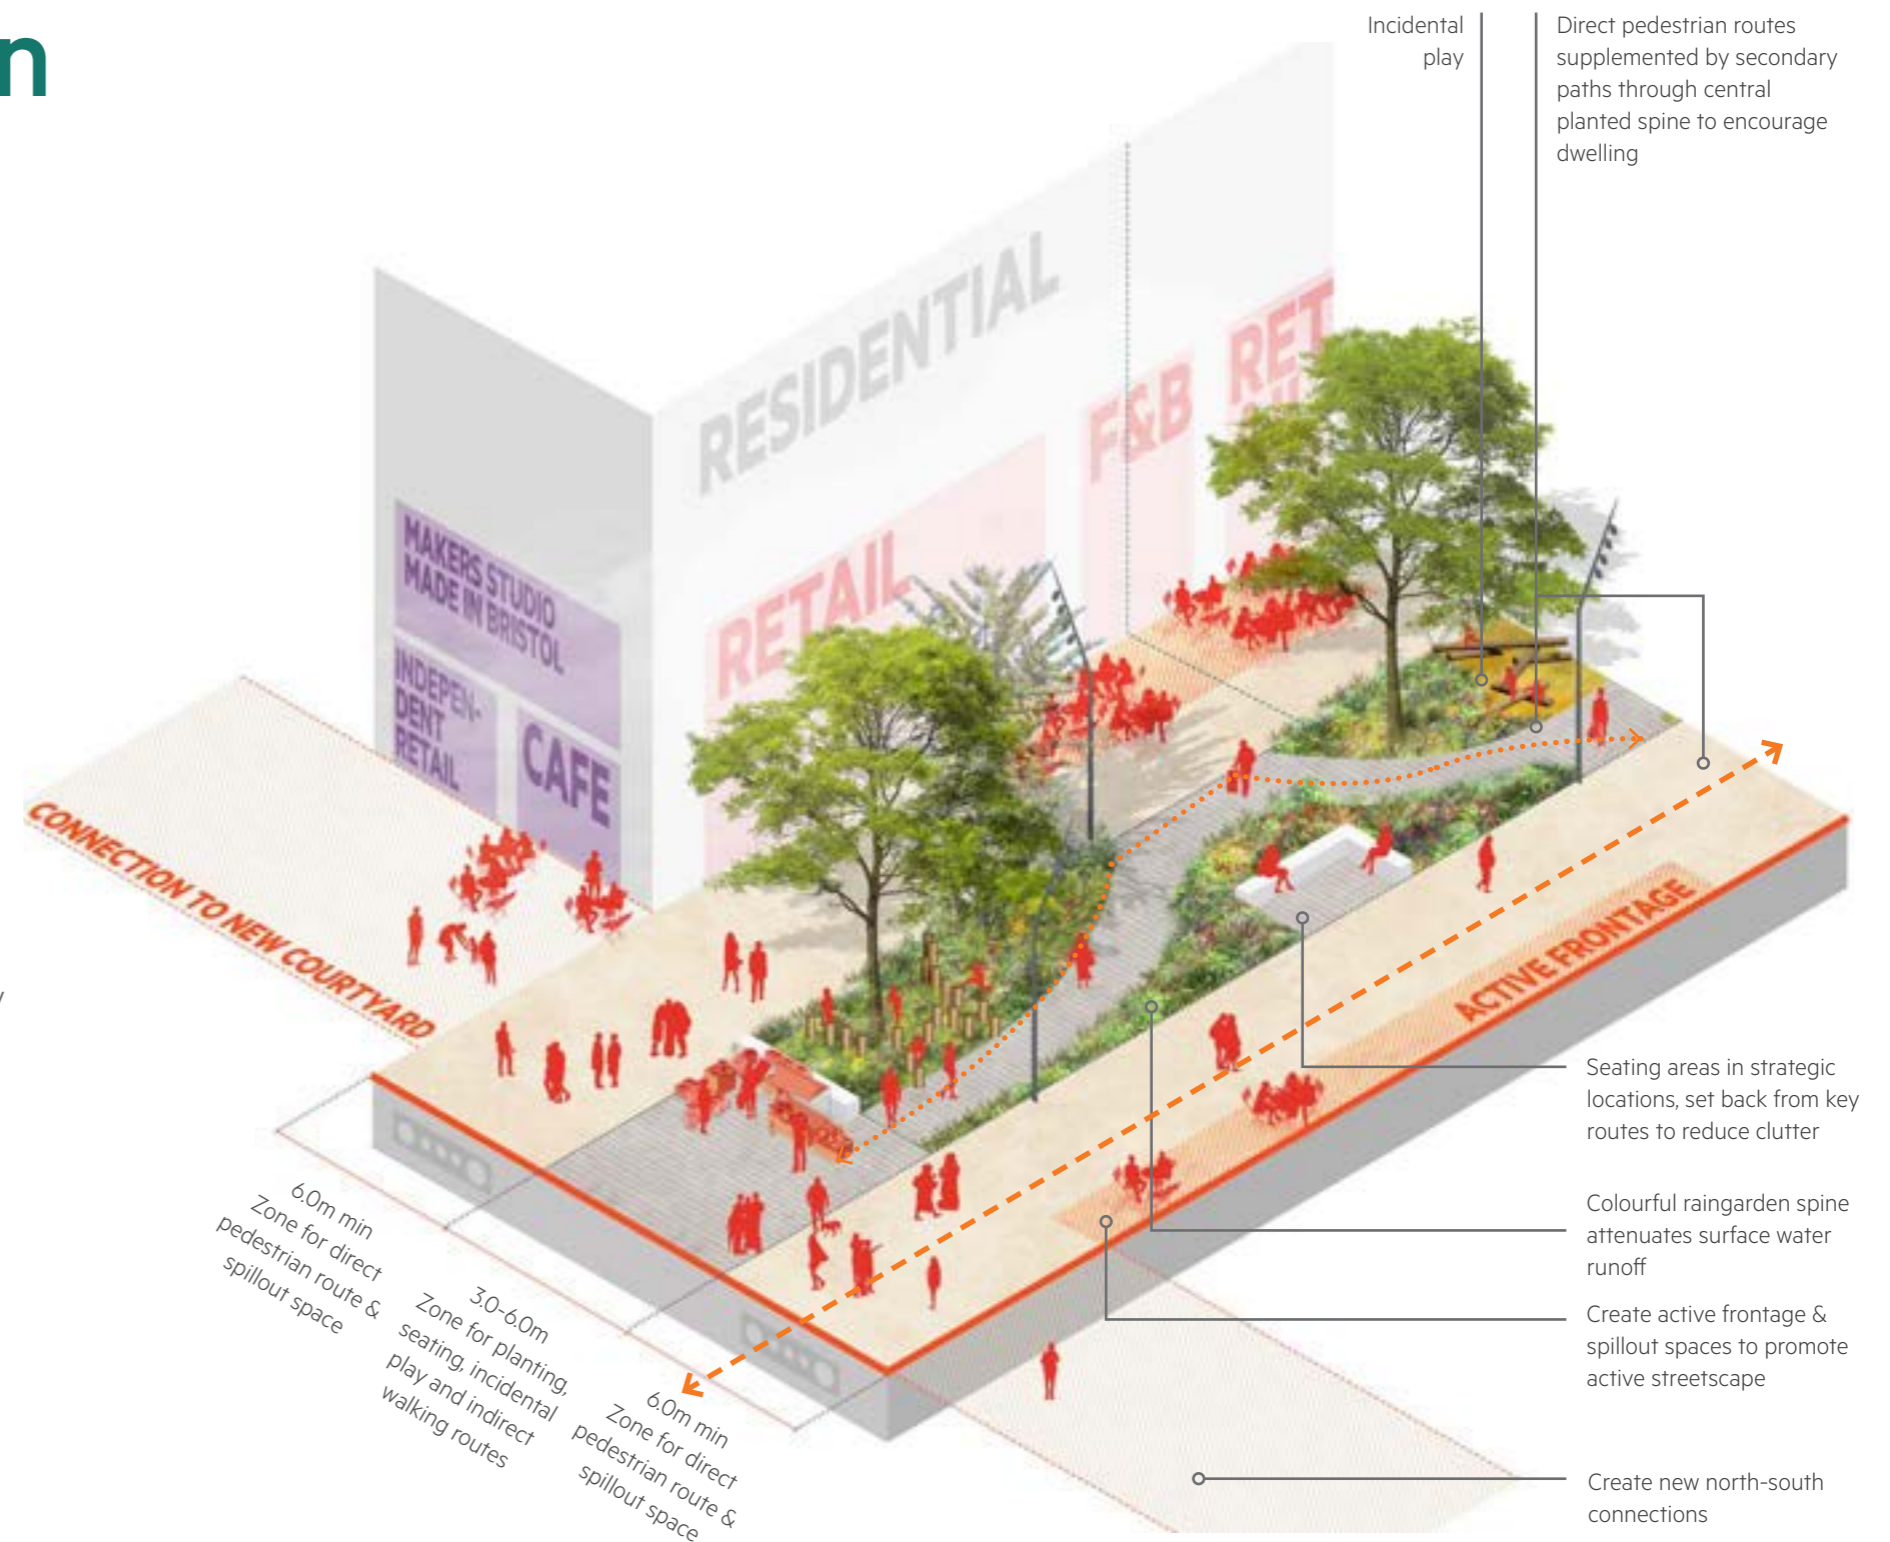 n
Incidental
play
Direct pedestrian routes
supplemented by secondary
paths through central
planted spine to encourage
dwelling
RESIDENTIAL
RET
F&B
RETAIL
MAKERS STUDIO
MADE IN BRISTOL
INDEPEN-
DENT
RETAIL
CAFE
CONNECTION TO NEW COURTYARD
ACTIVE FRONTAGE
Seating areas in strategic
locations, set back from key
routes to reduce clutter
Colourful raingarden spine
attenuates surface water
runoff
Create active frontage &
spillout spaces to promote
active streetscape
Create new north-south
connections
6.0m min
Zone for direct
pedestrian route &
spillout space
3.0-6.0m
Zone for planting,
seating, incidental
play and indirect
walking routes
6.0m min
Zone for direct
pedestrian route &
spillout space